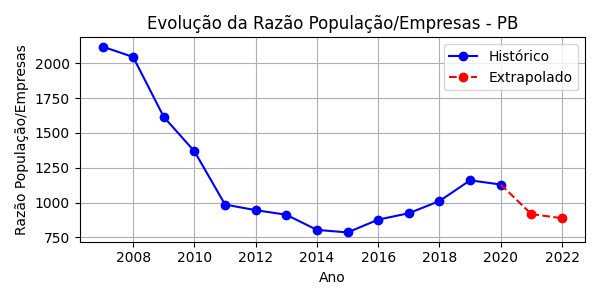 Evolução da Razão População/Empresas - PB
Razão População/Empresas
2000
1750
1500
1250
1000
750
Histórico
Extrapolado
2008 2010 2012 2014 2016 2018 2020 2022
Ano